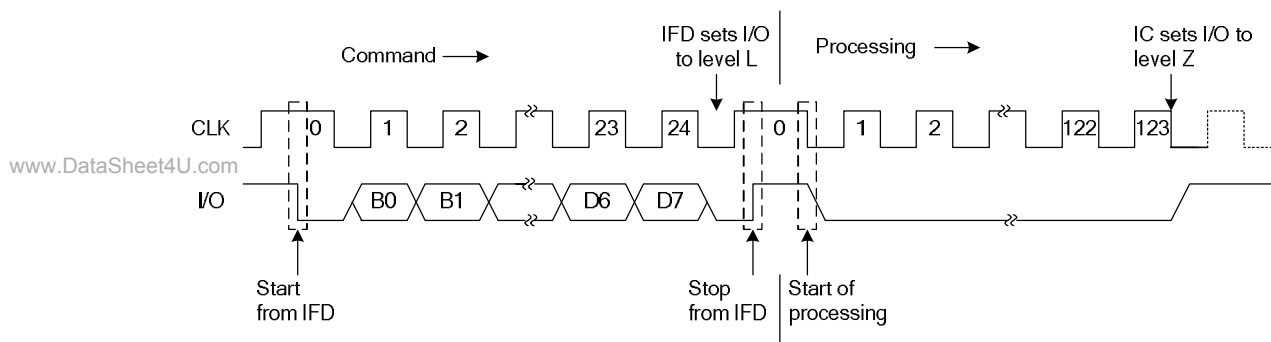 Command
IFD sets I/O
to level L
Processing
IC sets I/O to
level Z
CLK
0
1
2
23
24
0
1
2
122
123
www.DataSheet4U.com
I/O
B0
B1
D6
D7
Start
from IFD
Stop
from IFD
Start of
processing